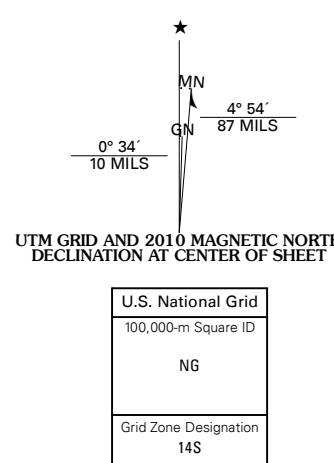 ★
MN
4° 54´
87 MILS
GN
0° 34´
10 MILS
UTM GRID AND 2010 MAGNETIC NORTH
DECLINATION AT CENTER OF SHEET
U.S. National Grid
100,000-m Square ID
NG
Grid Zone Designation
14S